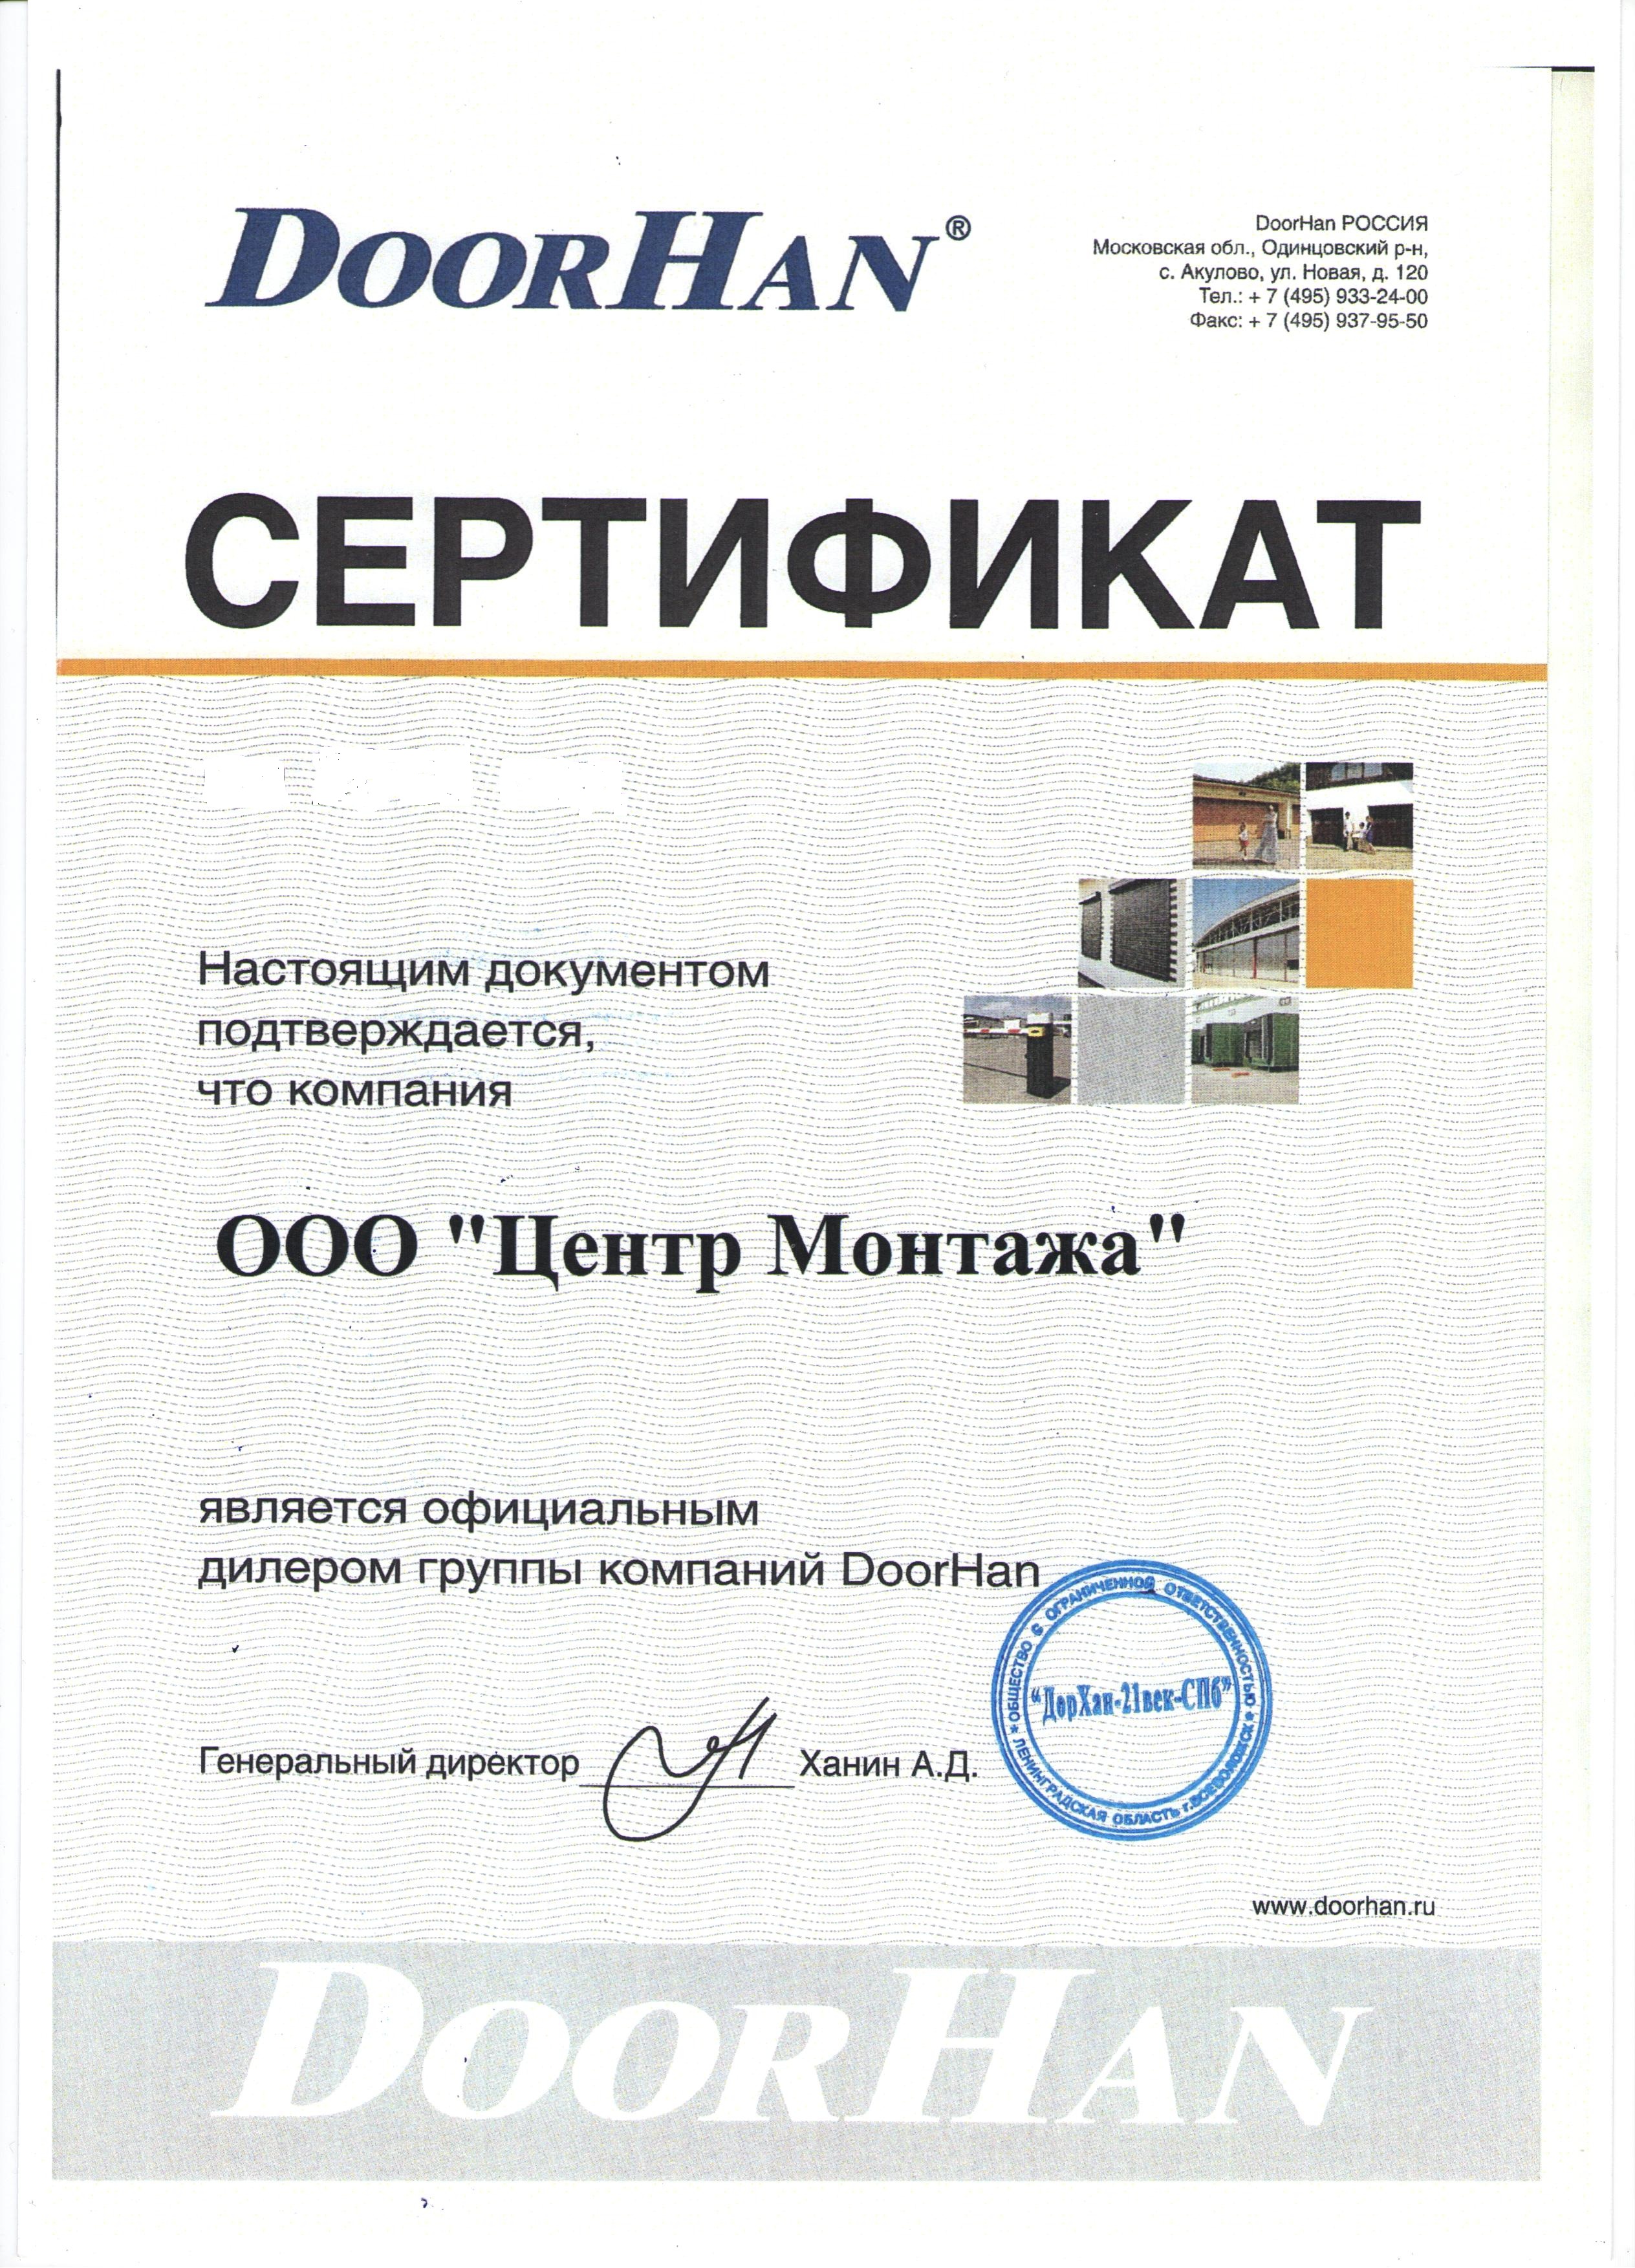 DOORHAN®
DoorHan РОССИЯ
Московская обл., Одинцовский р-н,
с. Акулово, ул. Новая, д. 120
Тел.: + 7 (495) 933-24-00
Факс: + 7 (495) 937-95-50
СЕРТИФИКАТ
Настоящим документом
подтверждается,
что компания
ООО "Центр Монтажа"
является официальным
дилером группы компаний DoorHan
Генеральный директор Ханин А.Д.
* ОБЩЕСТВО С ОГРАНИЧЕННОЙ ОТВЕТСТВЕННОСТЬЮ *
"ДорХан-21век-СПб"
ЛЕНИНГРАДСКАЯ ОБЛАСТЬ г.ВСЕВОЛОЖСК
www.doorhan.ru
DOORHAN